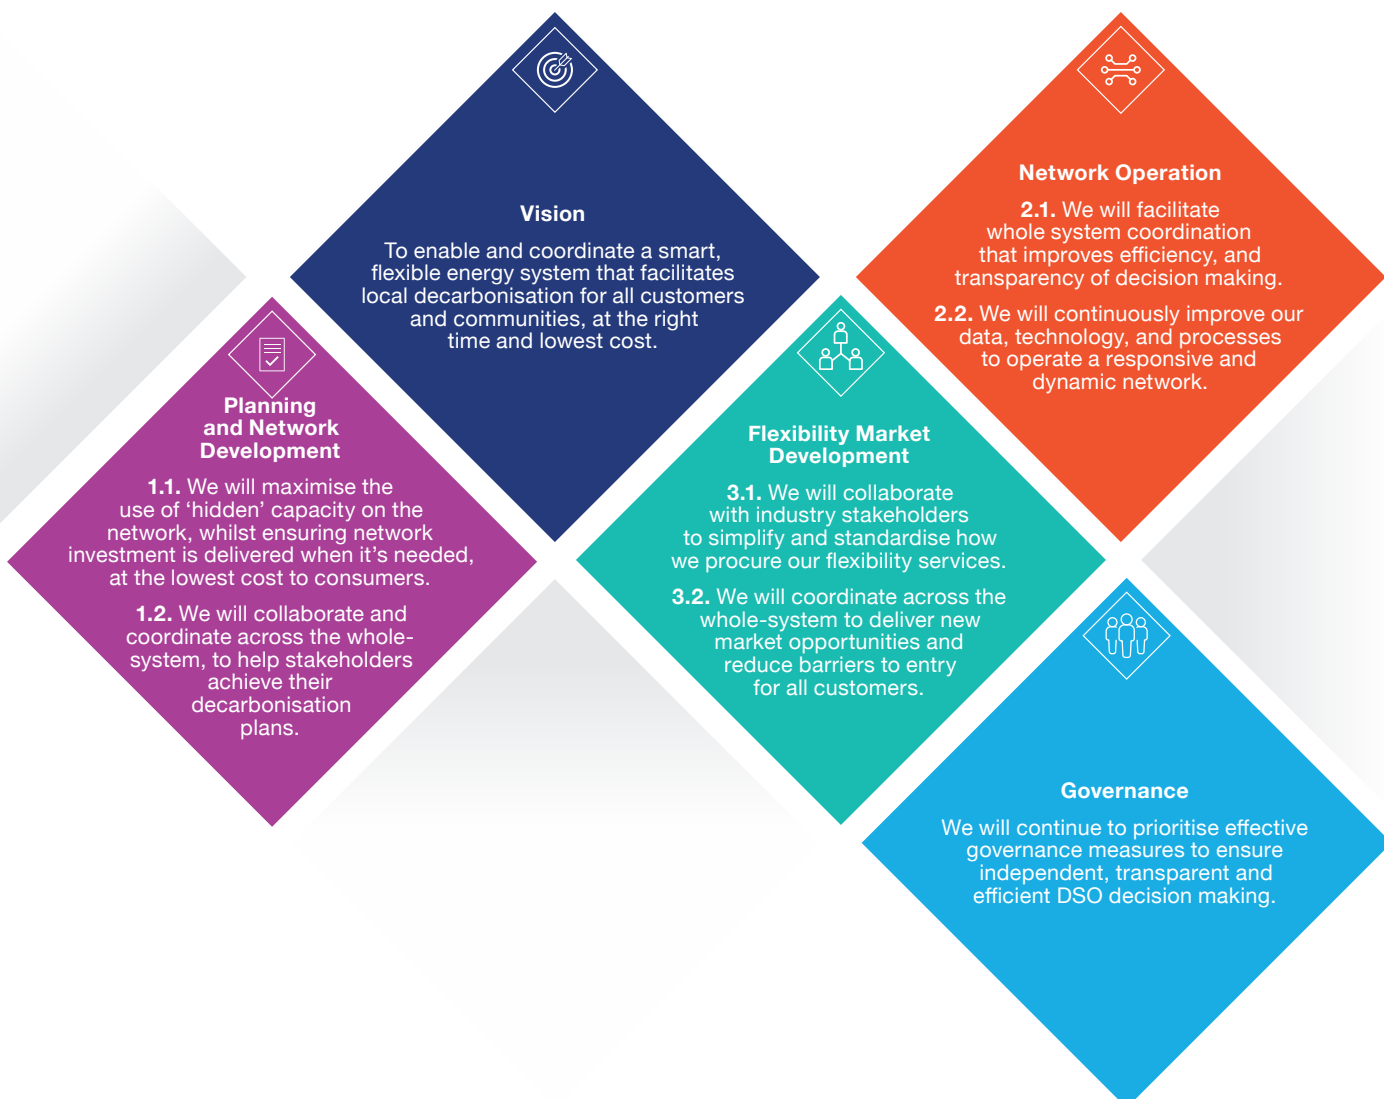 Vision
To enable and coordinate a smart,
flexible energy system that facilitates
local decarbonisation for all customers
and communities, at the right
time and lowest cost.
Network Operation
2.1. We will facilitate
whole system coordination
that improves efficiency, and
transparency of decision making.
2.2. We will continuously improve our
data, technology, and processes
to operate a responsive and
dynamic network.
Planning
and Network
Development
1.1. We will maximise the
use of ‘hidden’ capacity on the
network, whilst ensuring network
investment is delivered when it’s needed,
at the lowest cost to consumers.
1.2. We will collaborate and
coordinate across the whole-
system, to help stakeholders
achieve their
decarbonisation
plans.
Flexibility Market
Development
3.1. We will collaborate
with industry stakeholders
to simplify and standardise how
we procure our flexibility services.
3.2. We will coordinate across the
whole-system to deliver new
market opportunities and
reduce barriers to entry
for all customers.
Governance
We will continue to prioritise effective
governance measures to ensure
independent, transparent and
efficient DSO decision making.